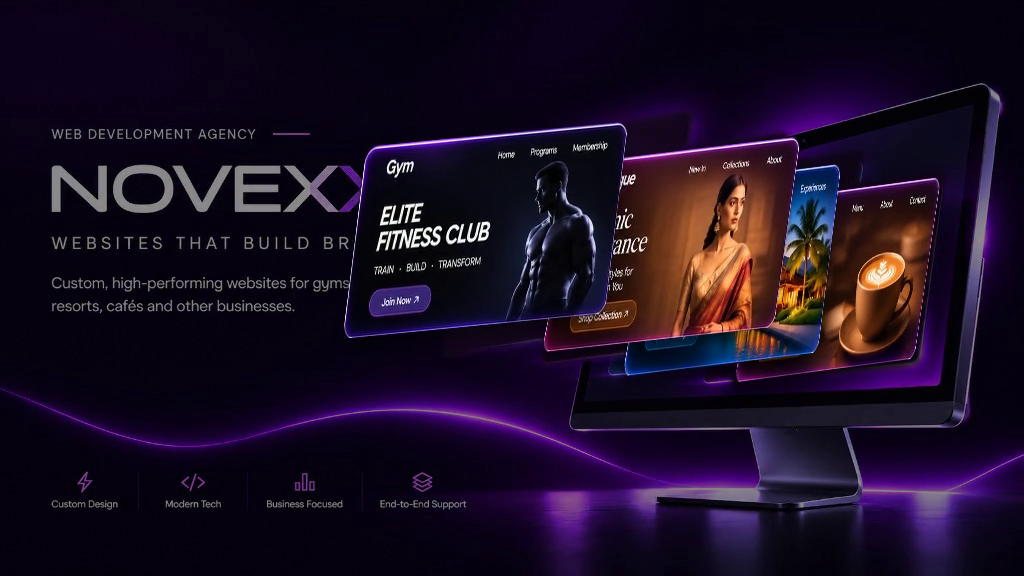 WEB DEVELOPMENT AGENCY
NOVEXX
WEBSITES THAT BUILD BR
Custom, high-performing websites for gyms
resorts, cafés and other businesses.
Gym
Home Programs Membership
ELITE
FITNESS CLUB
TRAIN · BUILD · TRANSFORM
Join Now ↗
New In Collections About
Shop Collection ↗
Experiences
Menu About Contact
Custom Design
Modern Tech
Business Focused
End-to-End Support